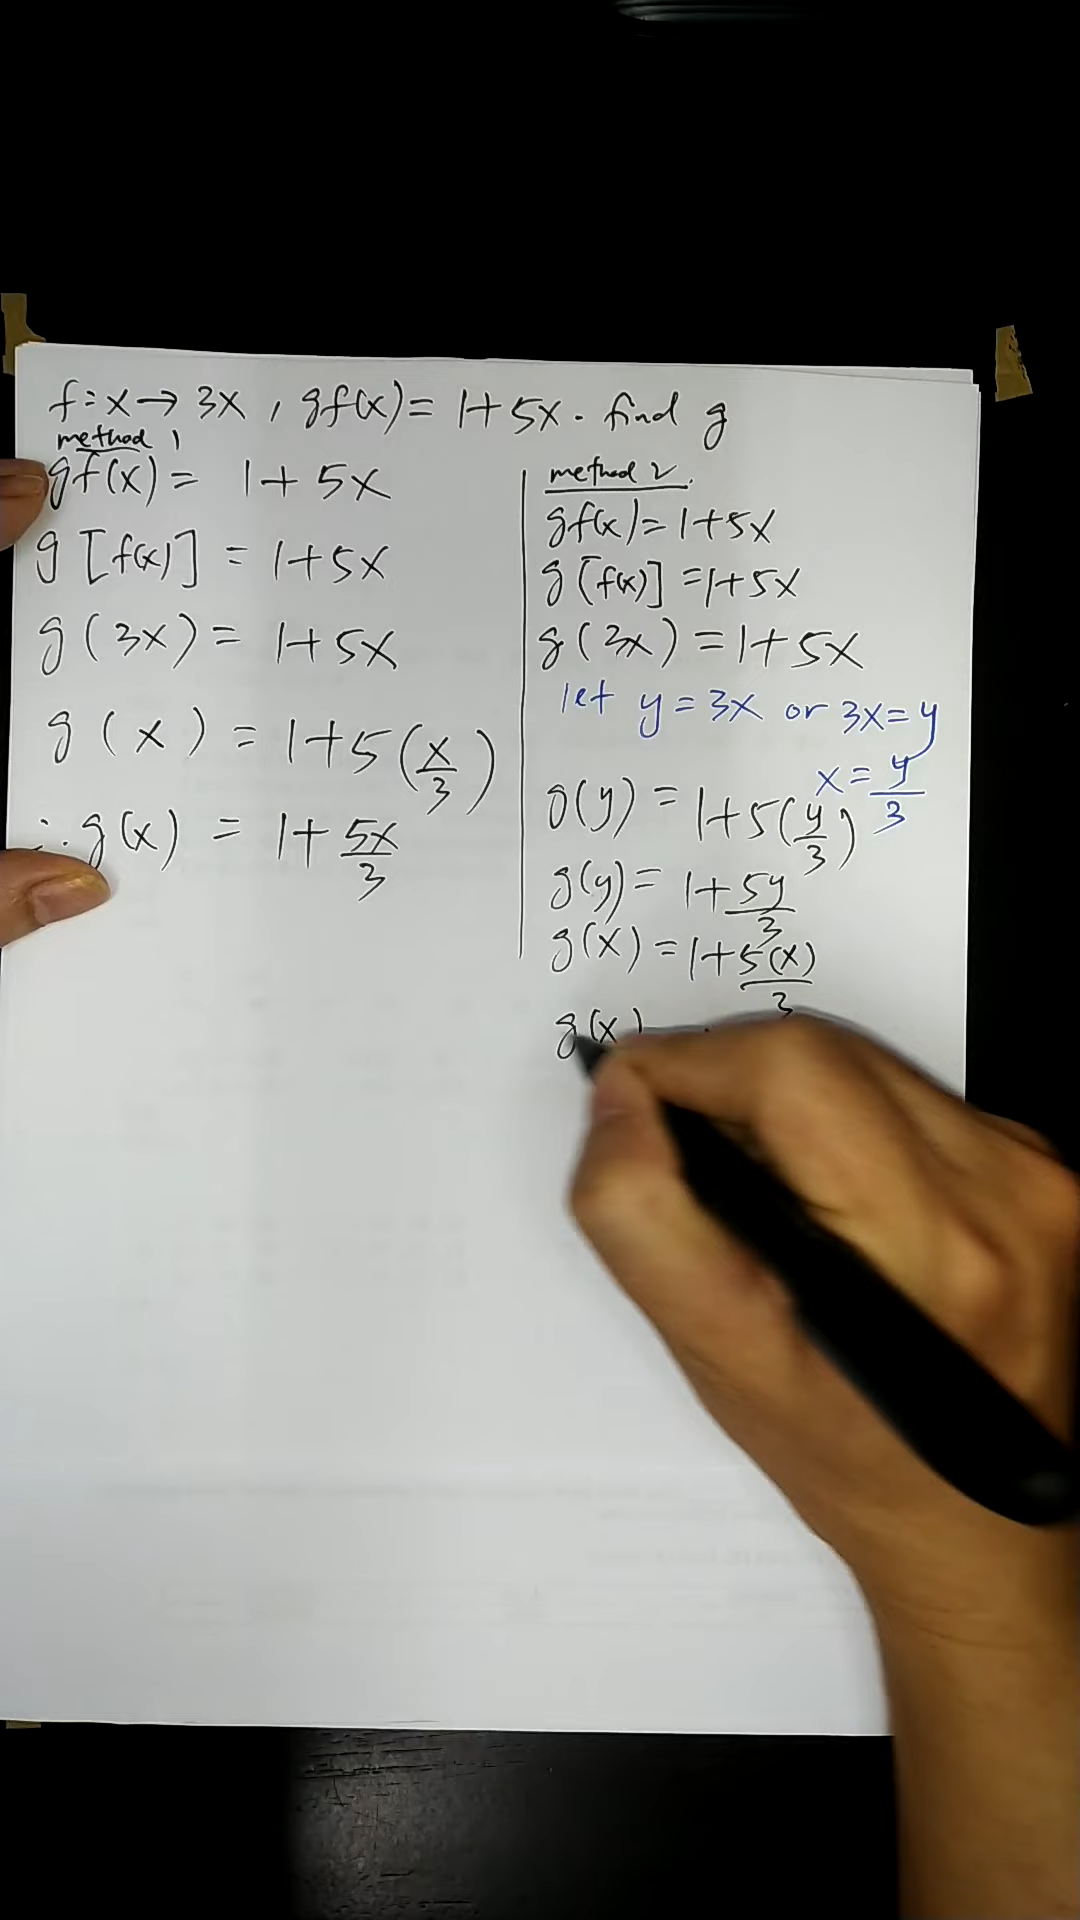 f:x→3x, gf(x)= 1+5x. find g
method 1
gf(x)= 1+5x
g[f(x)] = 1+5x
g(3x)= 1+5x
g(x) = 1+5(x/3)
∴g(x) = 1+5x/3
method 2.
gf(x)=1+5x
g[f(x)]=1+5x
g(3x)=1+5x
let y=3x or 3x=y
x=y/3
g(y)=1+5(y/3)
g(y)= 1+5y/3
g(x)=1+5(x)/3
g(x)